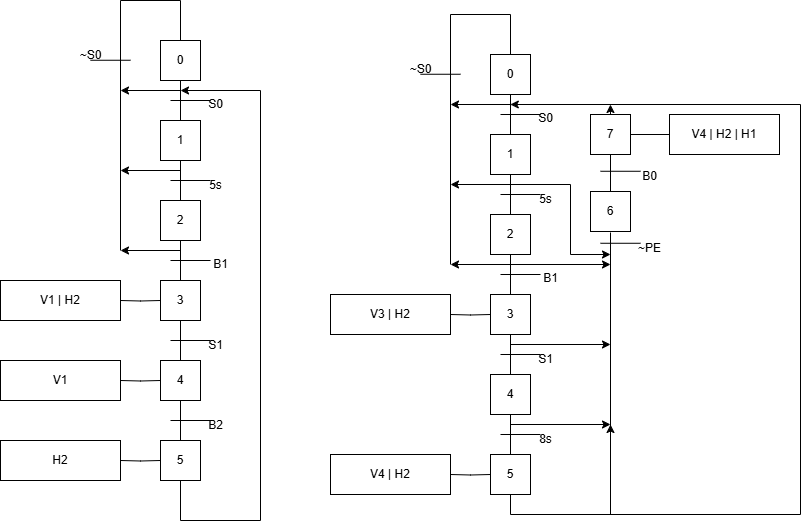 ~S0
0
S0
1
5s
2
B1
V1 | H2
3
S1
V1
4
B2
H2
5
~S0
0
S0
7
V4 | H2 | H1
1
B0
5s
6
2
~PE
B1
V3 | H2
3
S1
4
8s
V4 | H2
5